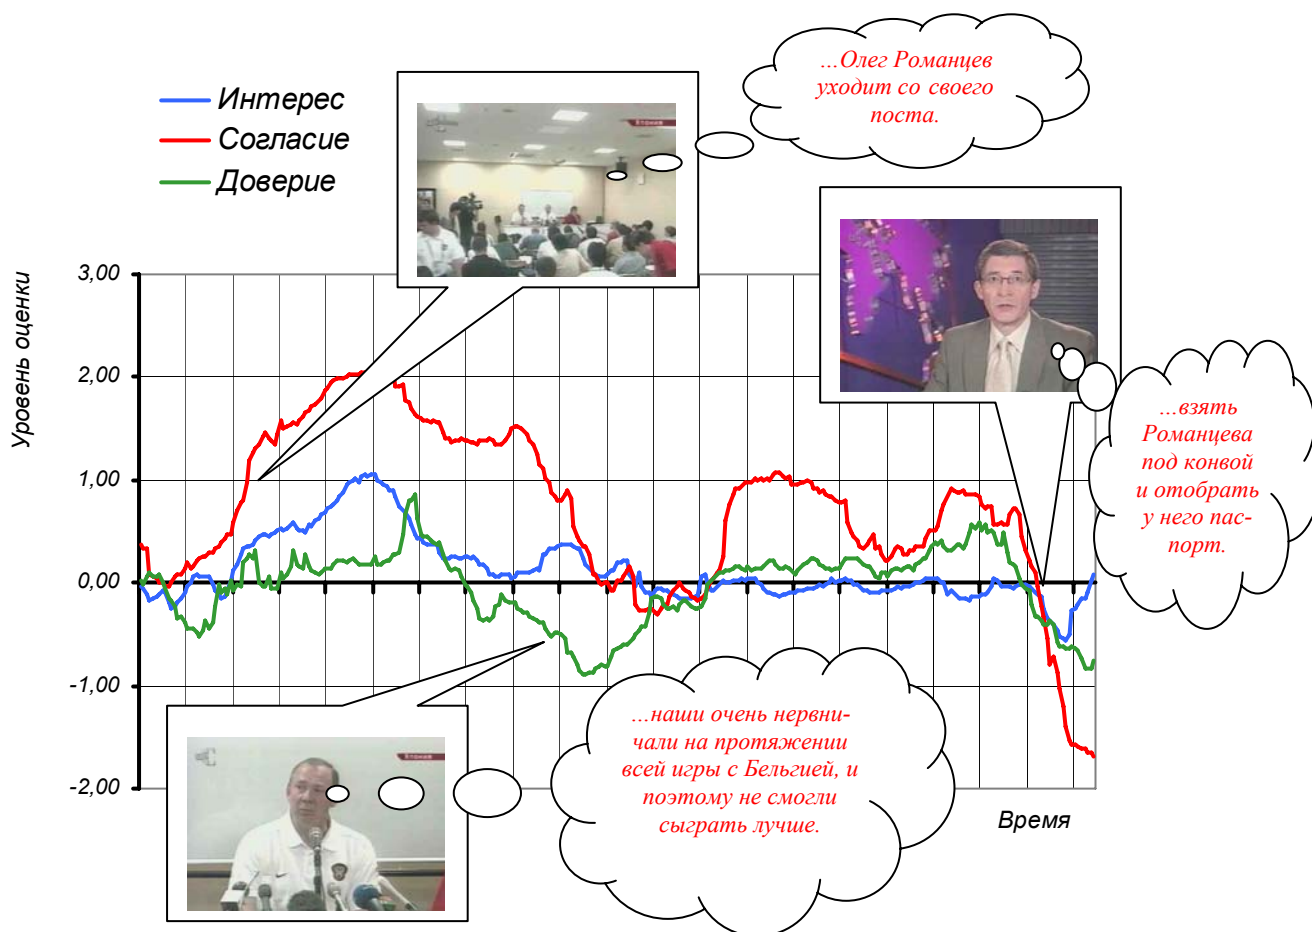 Интерес
Согласие
Доверие
...Олег Романцев
уходит со своего
поста.
Япония
Уровень оценки
3,00
2,00
1,00
0,00
-1,00
-2,00
...взять
Романцева
под конвой
и отобрать
у него пас-
порт.
...наши очень нервни-
чали на протяжении
всей игры с Бельгией, и
поэтому не смогли
сыграть лучше.
Япония
Время